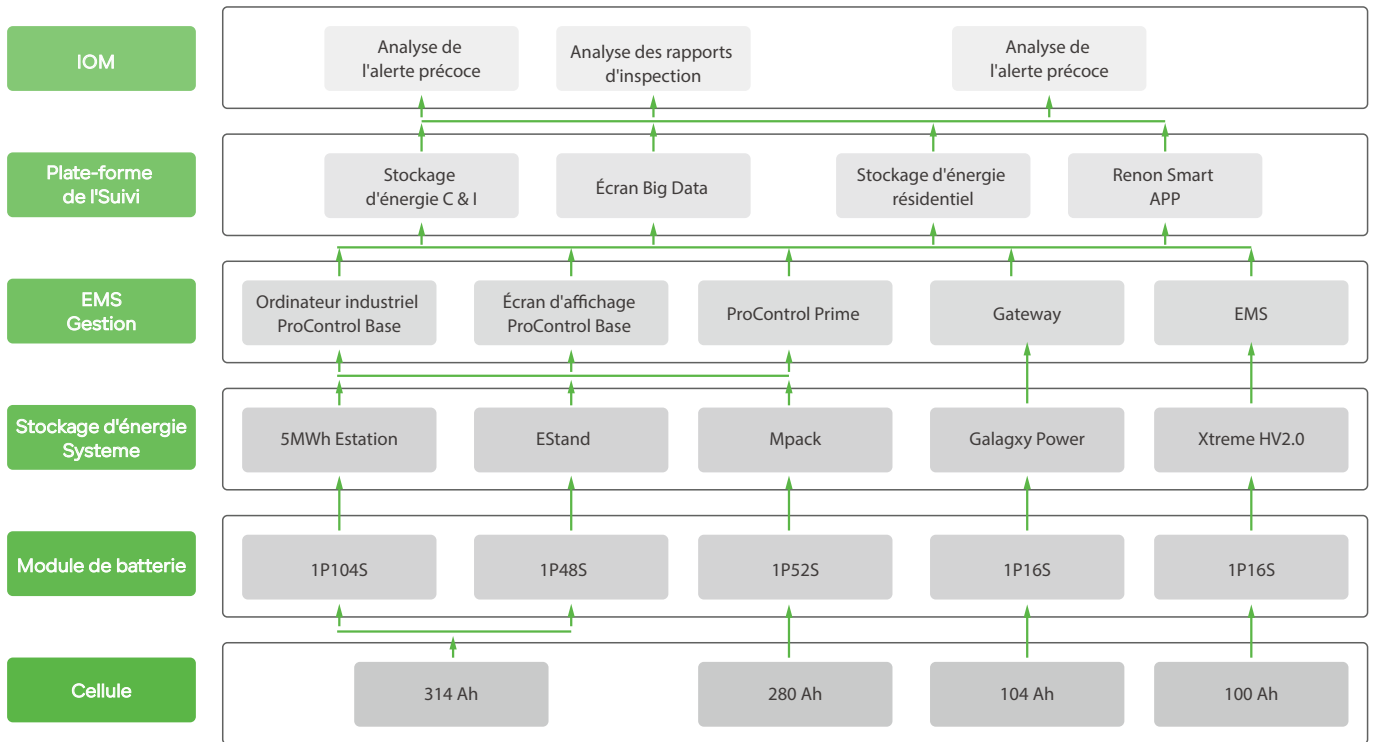 IOM
Analyse de
l'alerte précoce
Analyse des rapports
d'inspection
Analyse de
l'alerte précoce
Plate-forme
de l'Suivi
Stockage
d'énergie C & I
Écran Big Data
Stockage d'énergie
résidentiel
Renon Smart
APP
EMS
Gestion
Ordinateur industriel
ProControl Base
Écran d'affichage
ProControl Base
ProControl Prime
Gateway
EMS
Stockage d'énergie
Systeme
5MWh Estation
EStand
Mpack
Galagxy Power
Xtreme HV2.0
Module de batterie
1P104S
1P48S
1P52S
1P16S
1P16S
Cellule
314 Ah
280 Ah
104 Ah
100 Ah